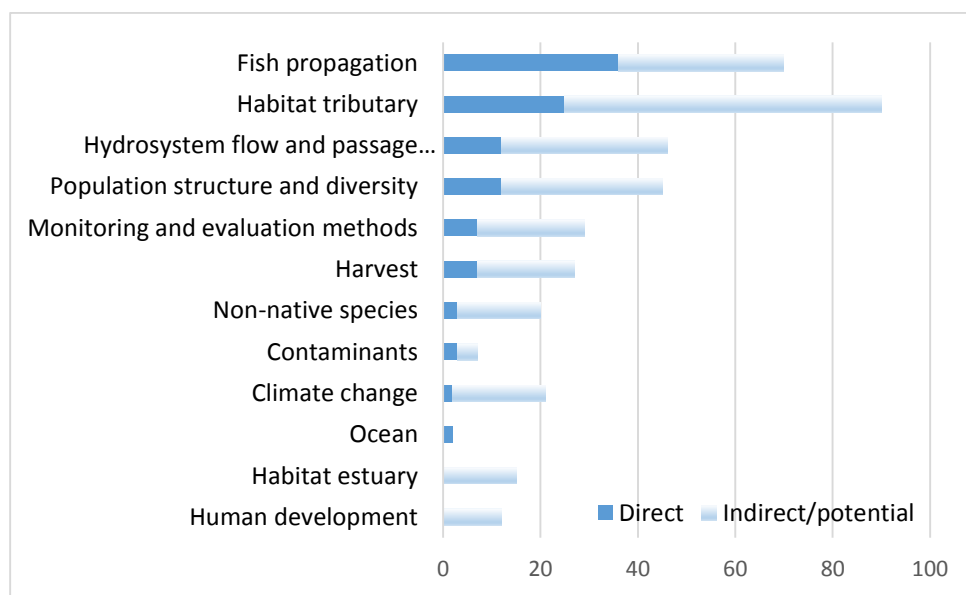 Fish propagation
Habitat tributary
Hydrosystem flow and passage...
Population structure and diversity
Monitoring and evaluation methods
Harvest
Non-native species
Contaminants
Climate change
Ocean
Habitat estuary
Human development
Direct Indirect/potential
0 20 40 60 80 100